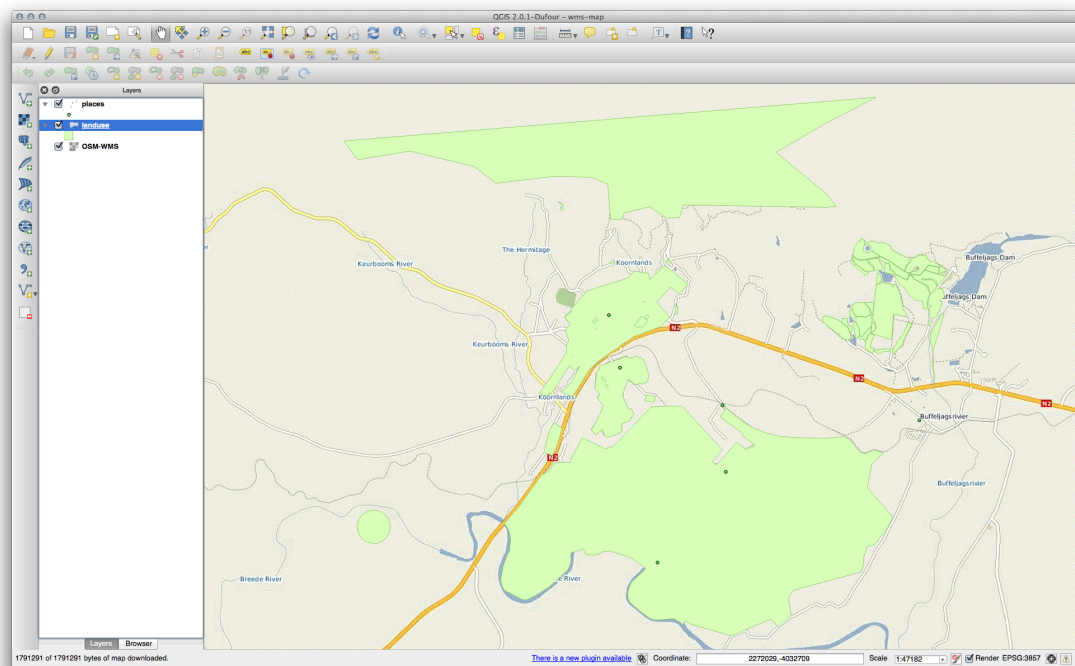 QGIS 2.0.1-Dufour - wms-map
Layers
places
landuse
OSM-WMS
The Hermitage
Koornlands
Keurbooms River
Buffeljags Dam
Buffeljags Dam
N2
Keurbooms River
N2
Koornlands
N2
Buffeljagsrivier
N2
Buffeljagsrivier
Breede River
e River
Layers
Browser
1791291 of 1791291 bytes of map downloaded.
There is a new plugin available
Coordinate:
2272029,-4032709
Scale
1:47182
Render
EPSG:3857